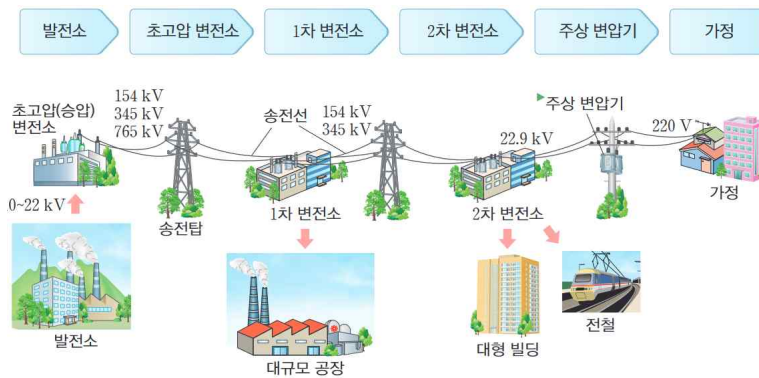 발전소
초고압 변전소
1차 변전소
2차 변전소
주상 변압기
가정
초고압(승압)
변전소
154 kV
345 kV
765 kV
송전선
154 kV
345 kV
22.9 kV
주상 변압기
220 V
가정
0~22 kV
송전탑
1차 변전소
2차 변전소
발전소
대규모 공장
대형 빌딩
전철